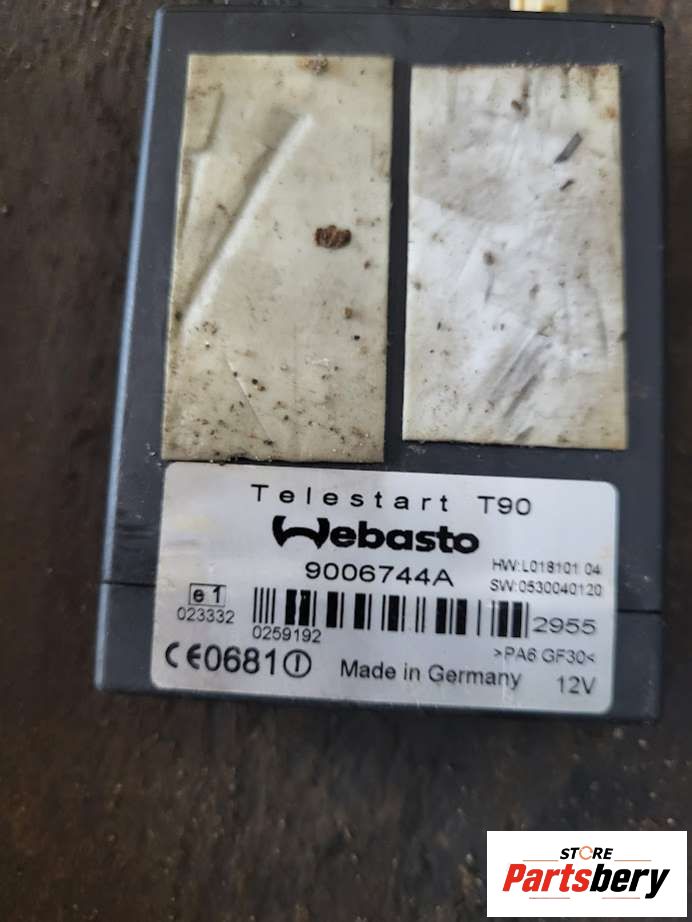 Telestart T90
Webasto
9006744A
HW:L018101 04
SW:0530040120
e1
023332
0259192
2955
>PA6 GF30<
CE0681
Made in Germany
12V
STORE
Partsbery